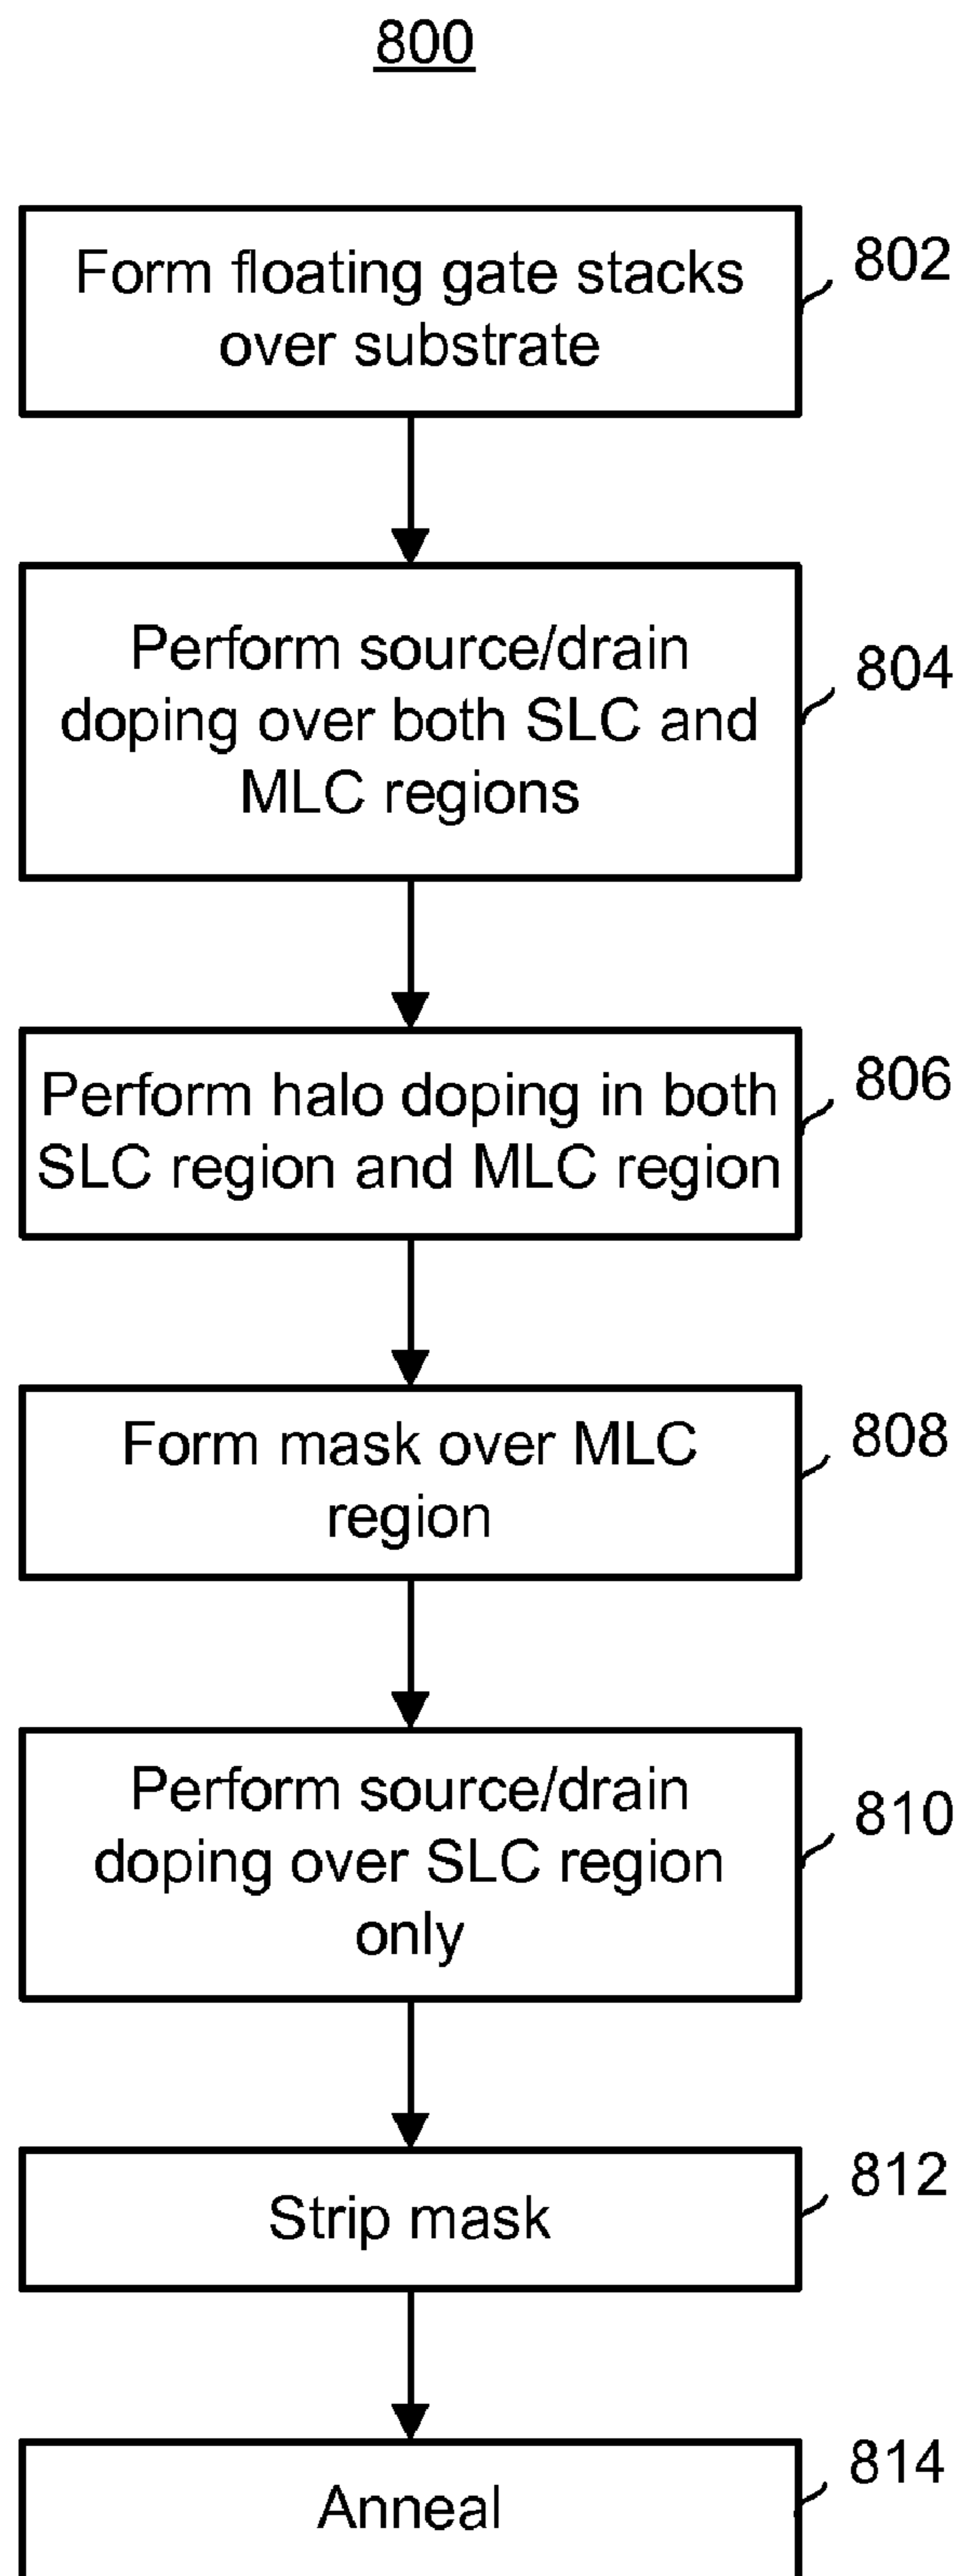 800
Form floating gate stacks
over substrate
802
Perform source/drain
doping over both SLC and
MLC regions
804
Perform halo doping in both
SLC region and MLC region
806
Form mask over MLC
region
808
Perform source/drain
doping over SLC region
only
810
Strip mask
812
Anneal
814